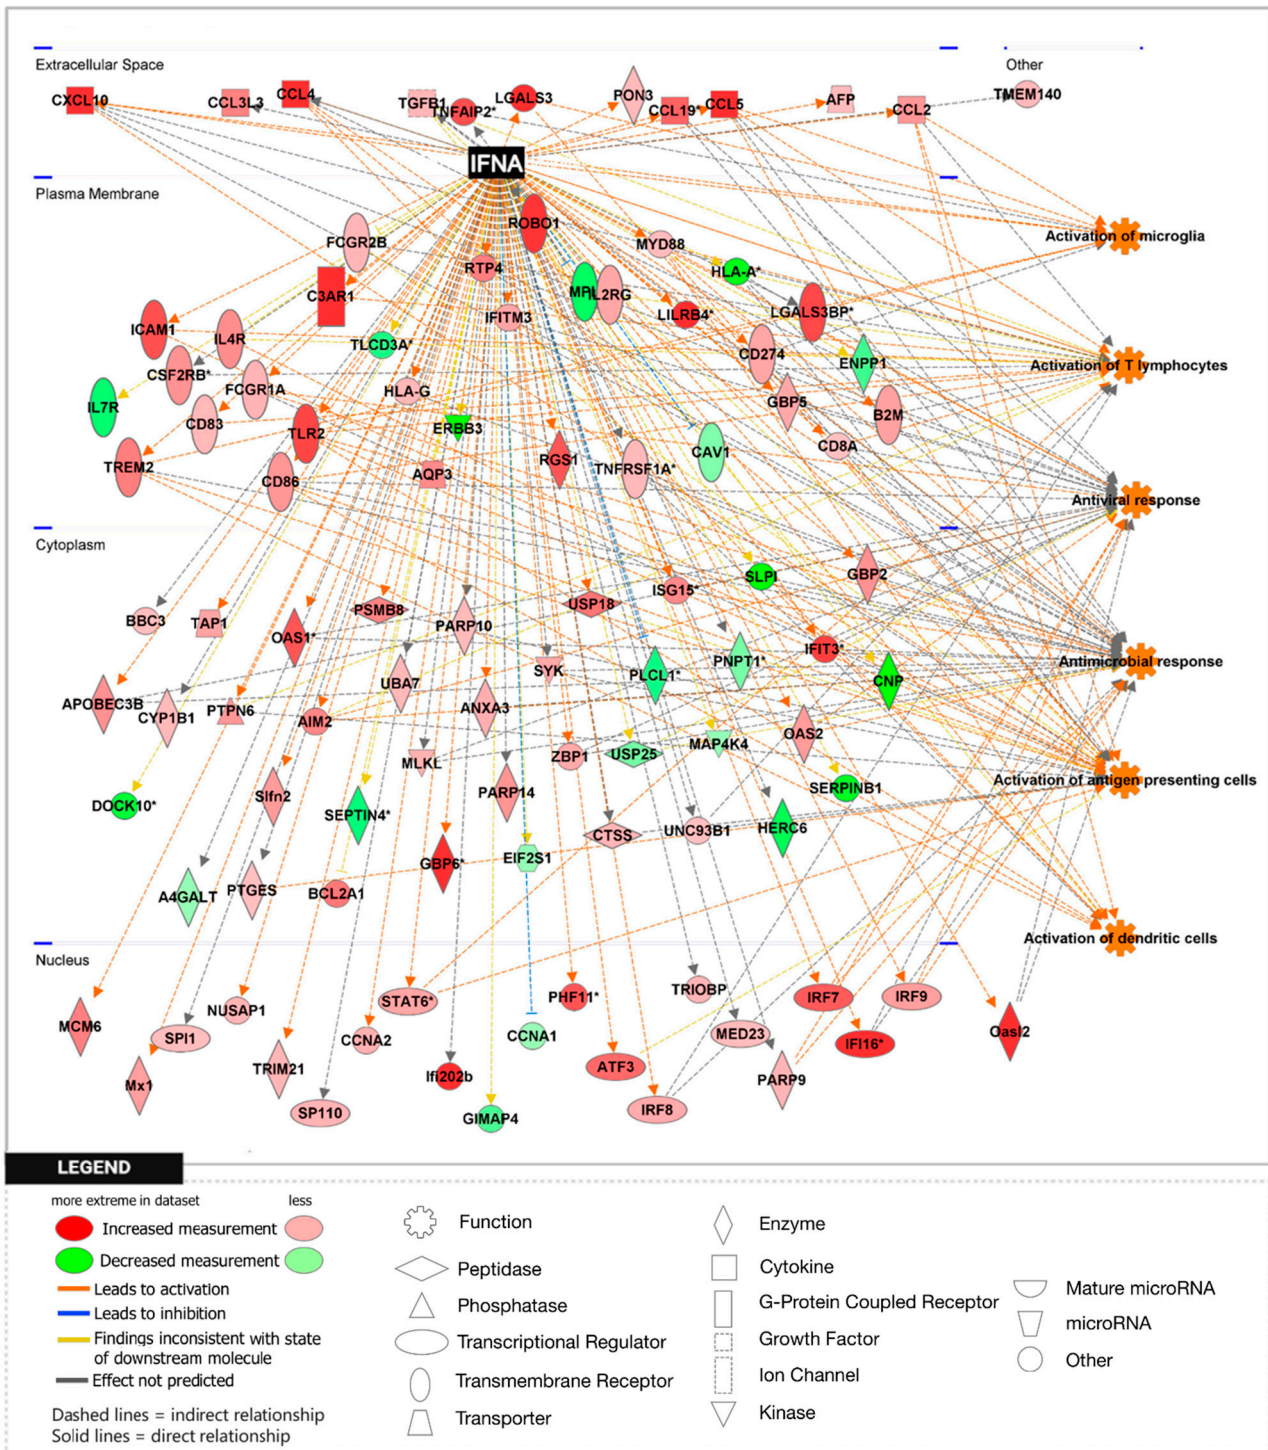 Extracellular Space
Other
CXCL10
CCL3L3
CCL4
TGFB1
TNFAIP2*
LGALS3
PON3
CCL19*
CCL5
AFP
CCL2
TMEM140
IFNA
Plasma Membrane
FCGR2B
ROBO1
MYD88
Activation of microglia
RTP4
HLA-A*
C3AR1
MPL
IL2RG
ICAM1
IL4R
IFITM3
LILRB4*
LGALS3BP*
TLCD3A*
CD274
ENPP1
Activation of T lymphocytes
CSF2RB*
FCGR1A
HLA-G
GBP5
IL7R
CD83
TLR2
ERBB3
B2M
CD8A
TREM2
CD86
AQP3
RGS1
TNFRSF1A*
CAV1
Antiviral response
Cytoplasm
BBC3
TAP1
OAS1*
PSMB8
PARP10
USP18
ISG15*
SLPI
GBP2
IFIT3*
Antimicrobial response
APOBEC3B
CYP1B1
PTPN6
AIM2
UBA7
ANXA3
SYK
PLCL1*
PNPT1*
CNP
OAS2
MLKL
ZBP1
USP25
MAP4K4
Activation of antigen presenting cells
DOCK10*
Slfn2
SEPTIN4*
PARP14
SERPINB1
CTSS
UNC93B1
HERC6
GBP6*
EIF2S1
A4GALT
PTGES
BCL2A1
Activation of dendritic cells
Nucleus
MCM6
SPI1
NUSAP1
STAT6*
PHF11*
TRIOBP
IRF7
IRF9
TRIM21
CCNA2
CCNA1
MED23
IFI16*
Oasl2
Mx1
SP110
Ifi202b
ATF3
PARP9
GIMAP4
IRF8
LEGEND
more extreme in dataset
less
Increased measurement
Decreased measurement
Leads to activation
Leads to inhibition
Findings inconsistent with state
of downstream molecule
Effect not predicted
Dashed lines = indirect relationship
Solid lines = direct relationship
Function
Peptidase
Phosphatase
Transcriptional Regulator
Transmembrane Receptor
Transporter
Enzyme
Cytokine
G-Protein Coupled Receptor
Growth Factor
Ion Channel
Kinase
Mature microRNA
microRNA
Other